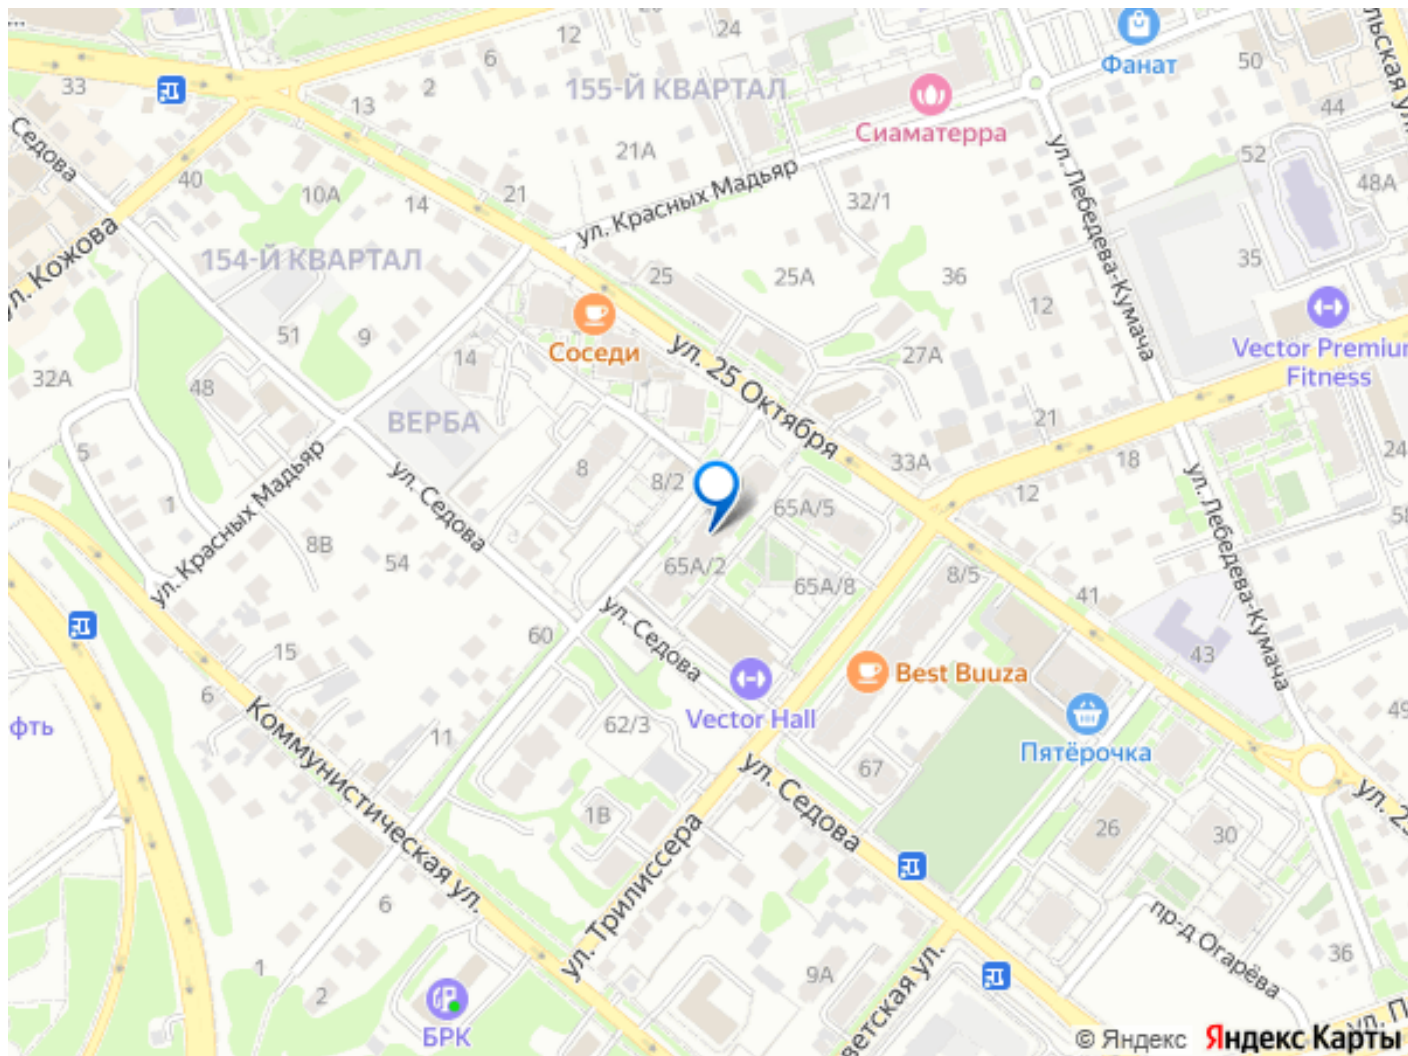 12
24
6
2
33
13
155-Й КВАРТАЛ
Фанат
50
44
Сиаматерра
Седова
21А
52
48А
40
10А
14
21
ул. Красных Мадьяр
32/1
ул. Лебедева-Кумача
ул. Кожова
154-Й КВАРТАЛ
25
25А
36
35
12
51
9
Соседи
14
ул. 25 Октября
27А
Vector Premium
Fitness
32А
48
ВЕРБА
21
24
5
ул. Красных Мадьяр
ул. Седова
8
8/2
33А
18
12
ул. Лебедева-Кумача
1
65А/5
8В
54
65А/2
65А/8
8/5
41
58
60
ул. Седова
15
6
43
Best Buuza
Vector Hall
62/3
11
Коммунистическая ул.
Пятёрочка
49
фть
67
ул. Седова
1В
26
30
ул. Трилиссера
6
пр-д Огарёва
36
1
2
9А
БРК
© Яндекс
Яндекс Карты